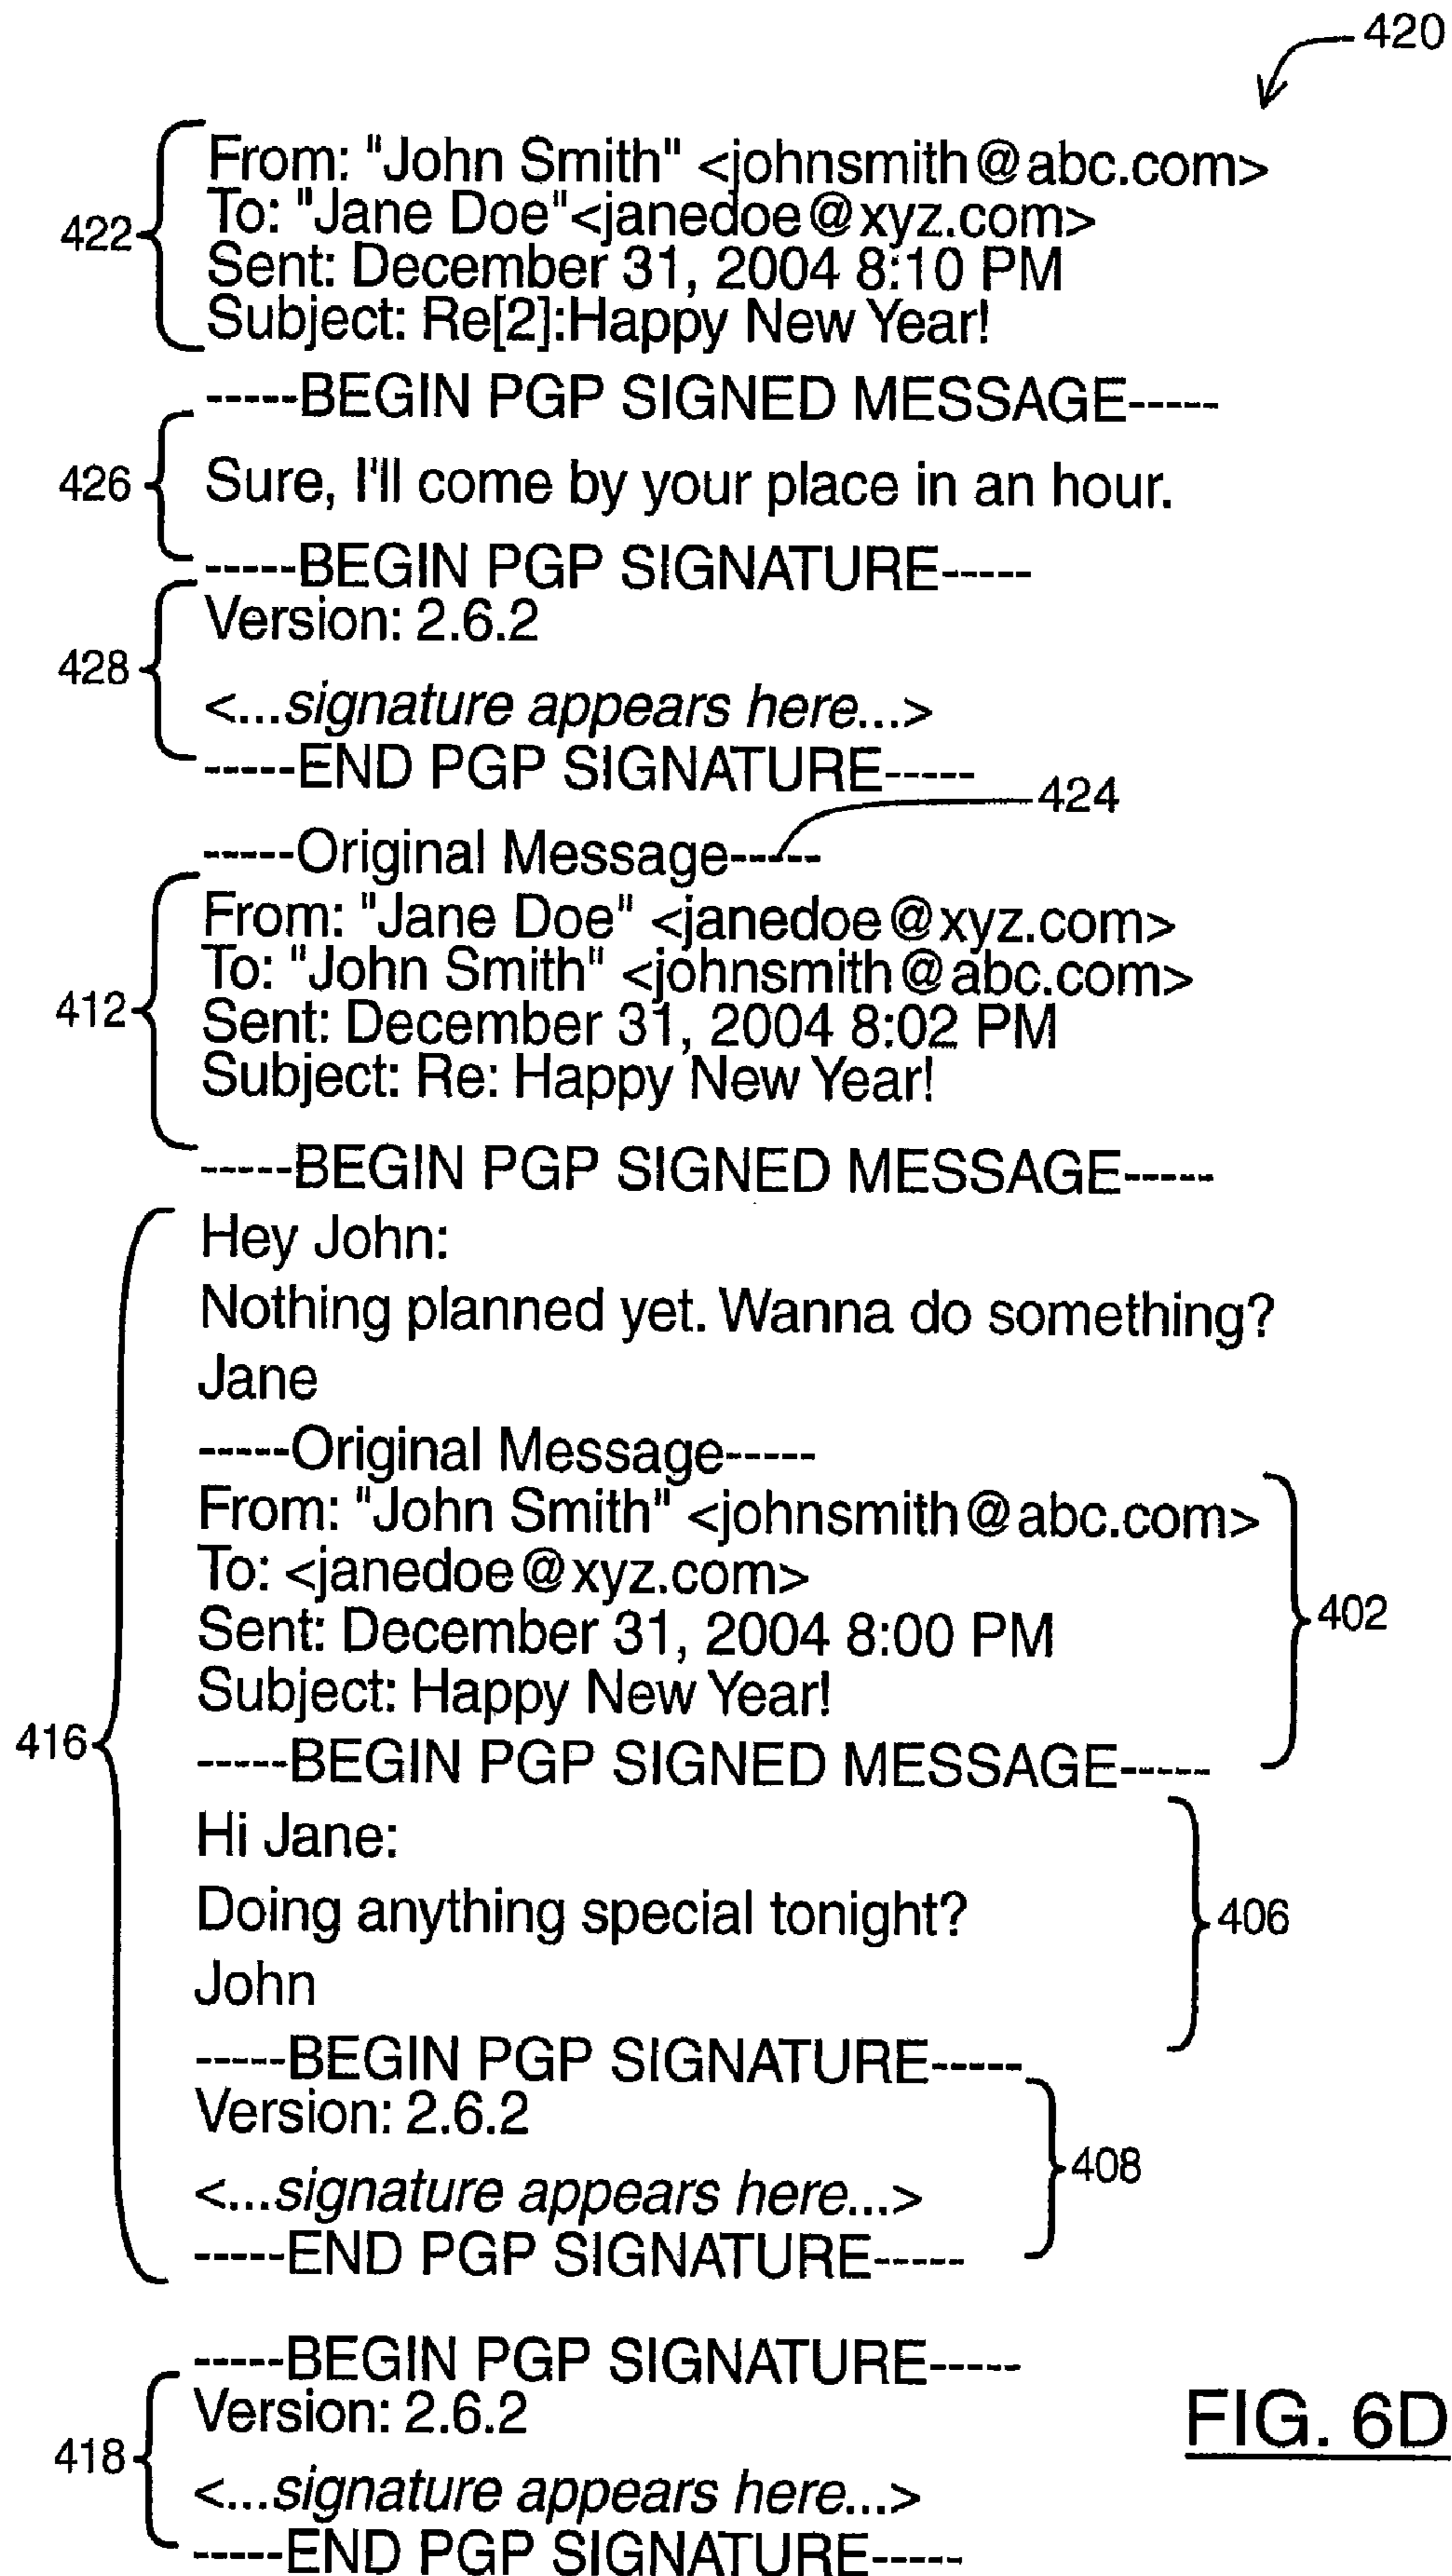 420
From: "John Smith" <johnsmith@abc.com>
To: "Jane Doe"<janedoe@xyz.com>
422
Sent: December 31, 2004 8:10 PM
Subject: Re[2]:Happy New Year!
-----BEGIN PGP SIGNED MESSAGE-----
426
Sure, I'll come by your place in an hour.
-----BEGIN PGP SIGNATURE-----
Version: 2.6.2
428
<...signature appears here...>
-----END PGP SIGNATURE-----
424
-----Original Message-----
From: "Jane Doe" <janedoe@xyz.com>
To: "John Smith" <johnsmith@abc.com>
412
Sent: December 31, 2004 8:02 PM
Subject: Re: Happy New Year!
-----BEGIN PGP SIGNED MESSAGE-----
Hey John:
Nothing planned yet. Wanna do something?
Jane
-----Original Message-----
From: "John Smith" <johnsmith@abc.com>
To: <janedoe@xyz.com>
402
Sent: December 31, 2004 8:00 PM
Subject: Happy New Year!
416
-----BEGIN PGP SIGNED MESSAGE-----
Hi Jane:
Doing anything special tonight?
406
John
-----BEGIN PGP SIGNATURE-----
Version: 2.6.2
408
<...signature appears here...>
-----END PGP SIGNATURE-----
-----BEGIN PGP SIGNATURE-----
Version: 2.6.2
FIG. 6D
418
<...signature appears here...>
-----END PGP SIGNATURE-----